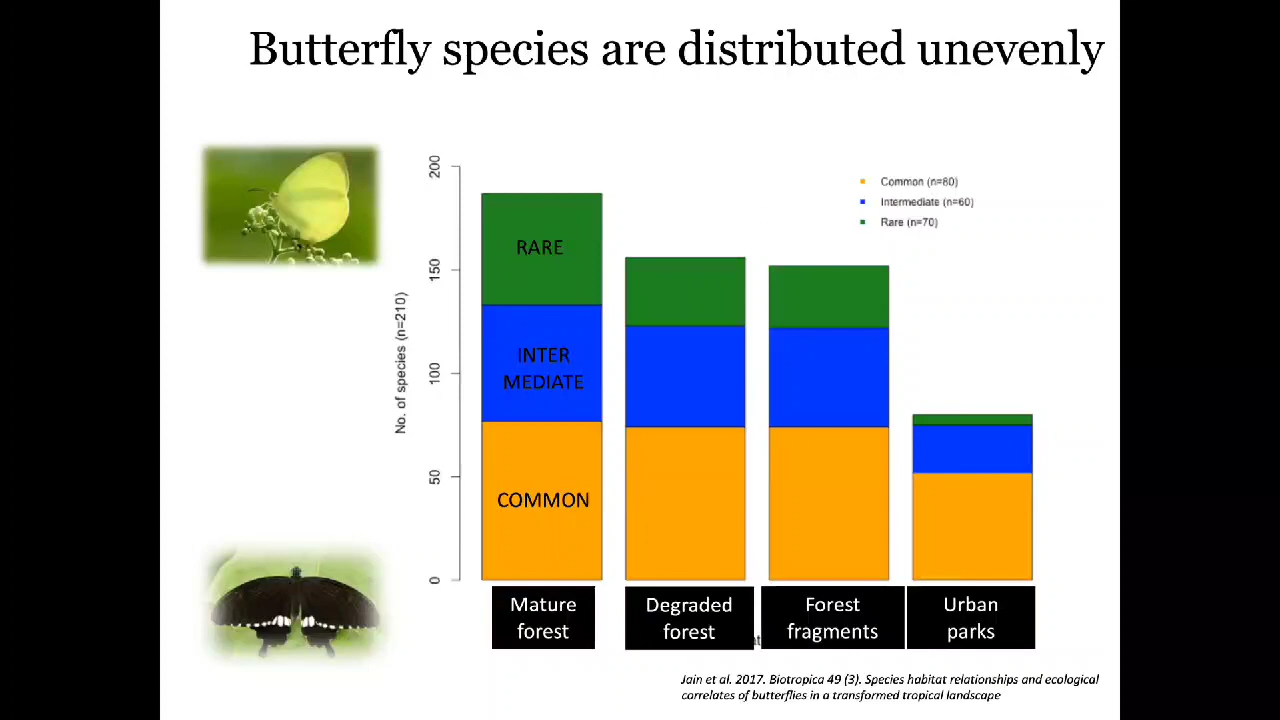 Butterfly species are distributed unevenly
200
150
100
50
0
No. of species (n=210)
Common (n=80)
Intermediate (n=60)
Rare (n=70)
RARE
INTER
MEDIATE
COMMON
Mature
forest
Degraded
forest
Forest
fragments
Urban
parks
Jain et al. 2017. Biotropica 49 (3). Species habitat relationships and ecological
correlates of butterflies in a transformed tropical landscape